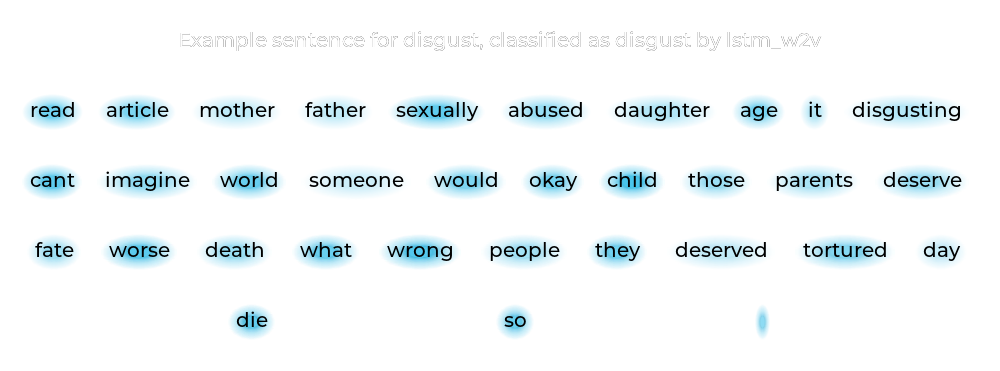 Example sentence for disgust, classified as disgust by lstm_w2v
read article mother father sexually abused daughter age it disgusting
cant imagine world someone would okay child those parents deserve
fate worse death what wrong people they deserved tortured day
die so